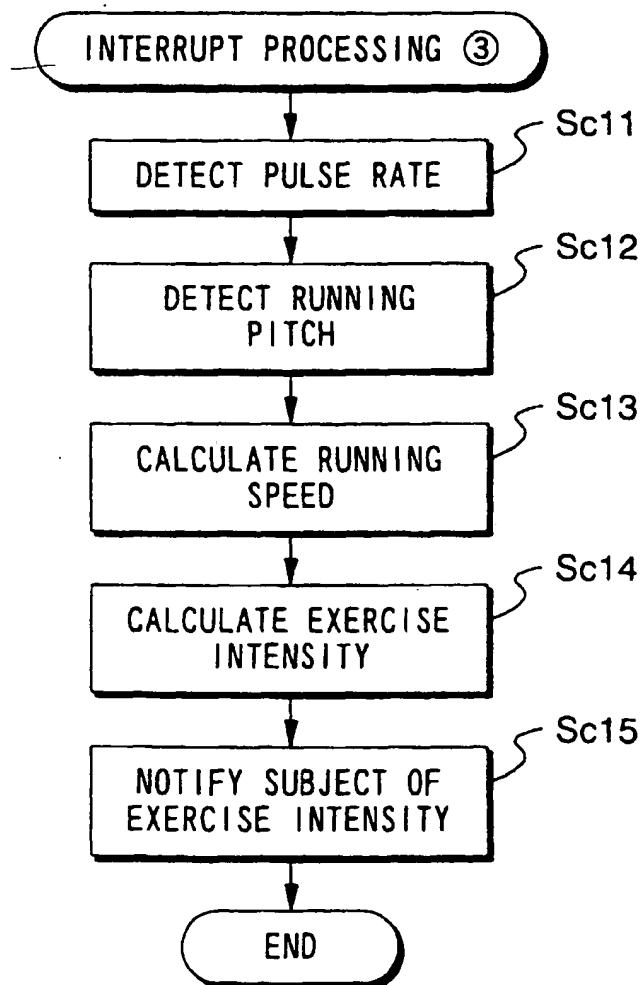 INTERRUPT PROCESSING ③
Sc11
DETECT PULSE RATE
Sc12
DETECT RUNNING
PITCH
Sc13
CALCULATE RUNNING
SPEED
Sc14
CALCULATE EXERCISE
INTENSITY
Sc15
NOTIFY SUBJECT OF
EXERCISE INTENSITY
END